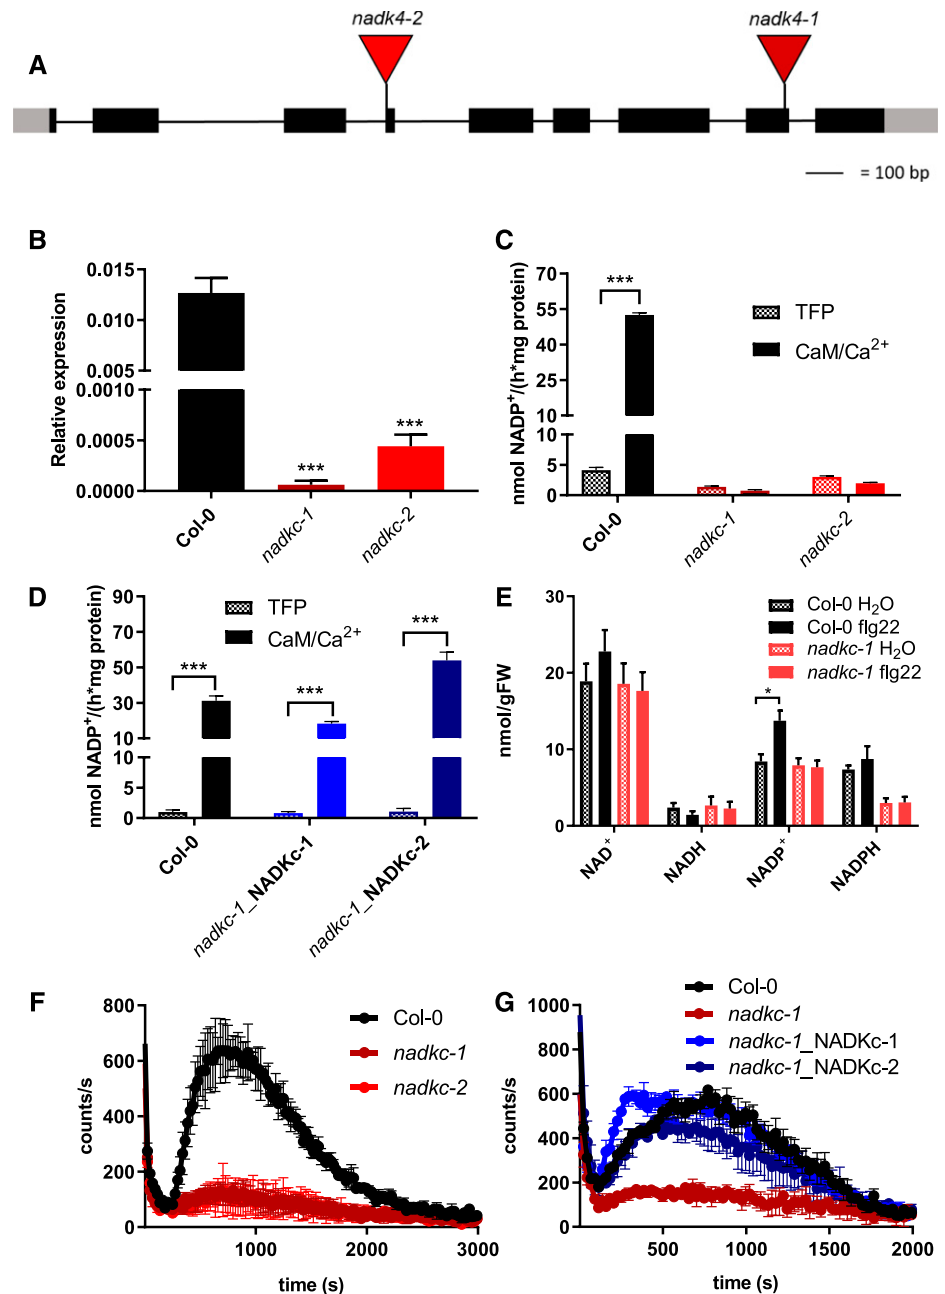 nadk4-2
nadk4-1
A
= 100 bp
B
Relative expression
0.015
0.010
0.005
0.0010
0.0005
0.0000
***
***
Col-0
nadkc-1
nadkc-2
C
nmol NADP⁺/(h*mg protein)
70
55
40
25
10
10
5
0
***
TFP
CaM/Ca²⁺
Col-0
nadkc-1
nadkc-2
D
nmol NADP⁺/(h*mg protein)
90
70
50
30
10
10
5
0
TFP
CaM/Ca²⁺
***
***
***
Col-0
nadkc-1_NADKc-1
nadkc-1_NADKc-2
E
nmol/gFW
30
20
10
0
Col-0 H₂O
Col-0 flg22
nadkc-1 H₂O
nadkc-1 flg22
*
NAD⁺
NADH
NADP⁺
NADPH
F
counts/s
800
600
400
200
0
Col-0
nadkc-1
nadkc-2
1000
2000
3000
time (s)
G
counts/s
1000
800
600
400
200
0
Col-0
nadkc-1
nadkc-1_NADKc-1
nadkc-1_NADKc-2
500
1000
1500
2000
time (s)